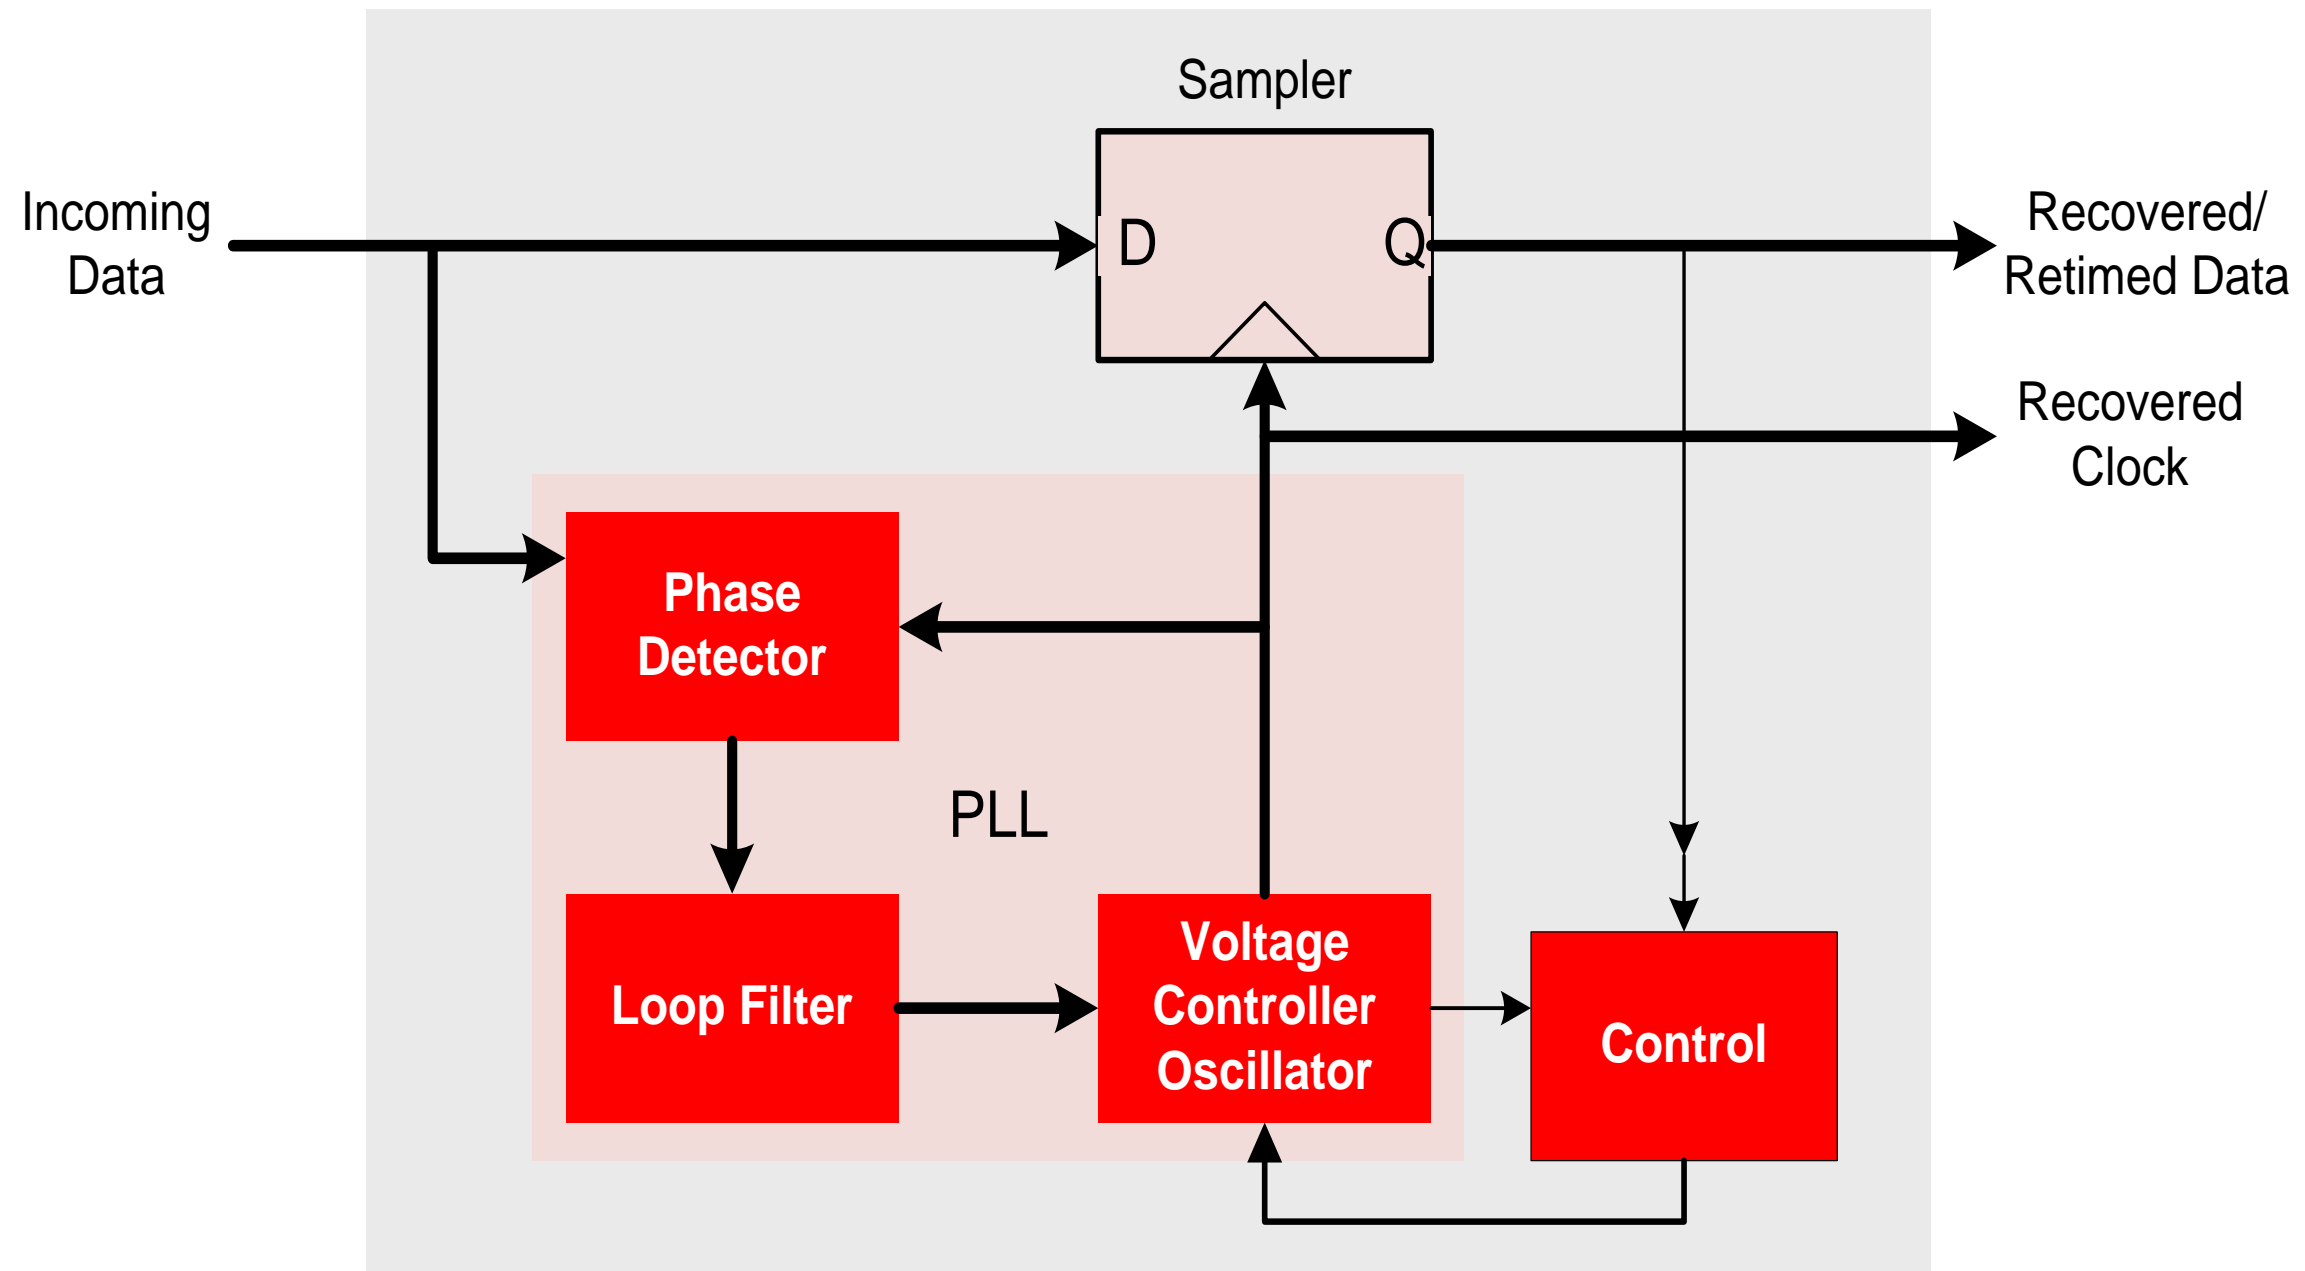 Sampler
Incoming
Data
D
Q
Recovered/
Retimed Data
Recovered
Clock
Phase
Detector
PLL
Loop Filter
Voltage
Controller
Oscillator
Control